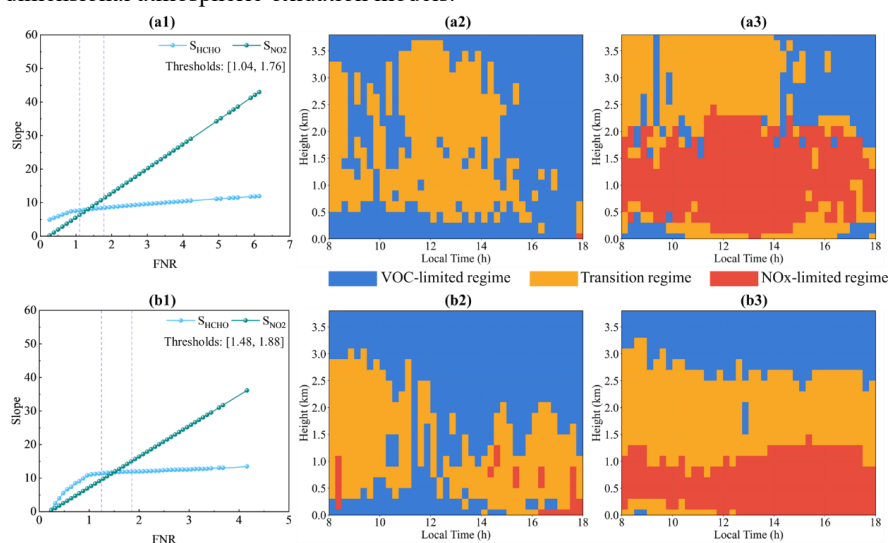 dimensional atmospheric oxidation models.
(a1) (a2) (a3)
S_HCHO S_NO2
Thresholds: [1.04, 1.76]
60
50
40
30
20
10
0
Slope
0 1 2 3 4 5 6 7
FNR
3.5
3.0
2.5
2.0
1.5
1.0
0.5
0.0
Height (km)
8 10 12 14 16 18
Local Time (h)
3.5
3.0
2.5
2.0
1.5
1.0
0.5
0.0
Height (km)
8 10 12 14 16 18
Local Time (h)
VOC-limited regime Transition regime NOx-limited regime
(b1) (b2) (b3)
S_HCHO S_NO2
Thresholds: [1.48, 1.88]
60
50
40
30
20
10
0
Slope
0 1 2 3 4 5
FNR
3.5
3.0
2.5
2.0
1.5
1.0
0.5
0.0
Height (km)
8 10 12 14 16 18
Local Time (h)
3.5
3.0
2.5
2.0
1.5
1.0
0.5
0.0
Height (km)
8 10 12 14 16 18
Local Time (h)